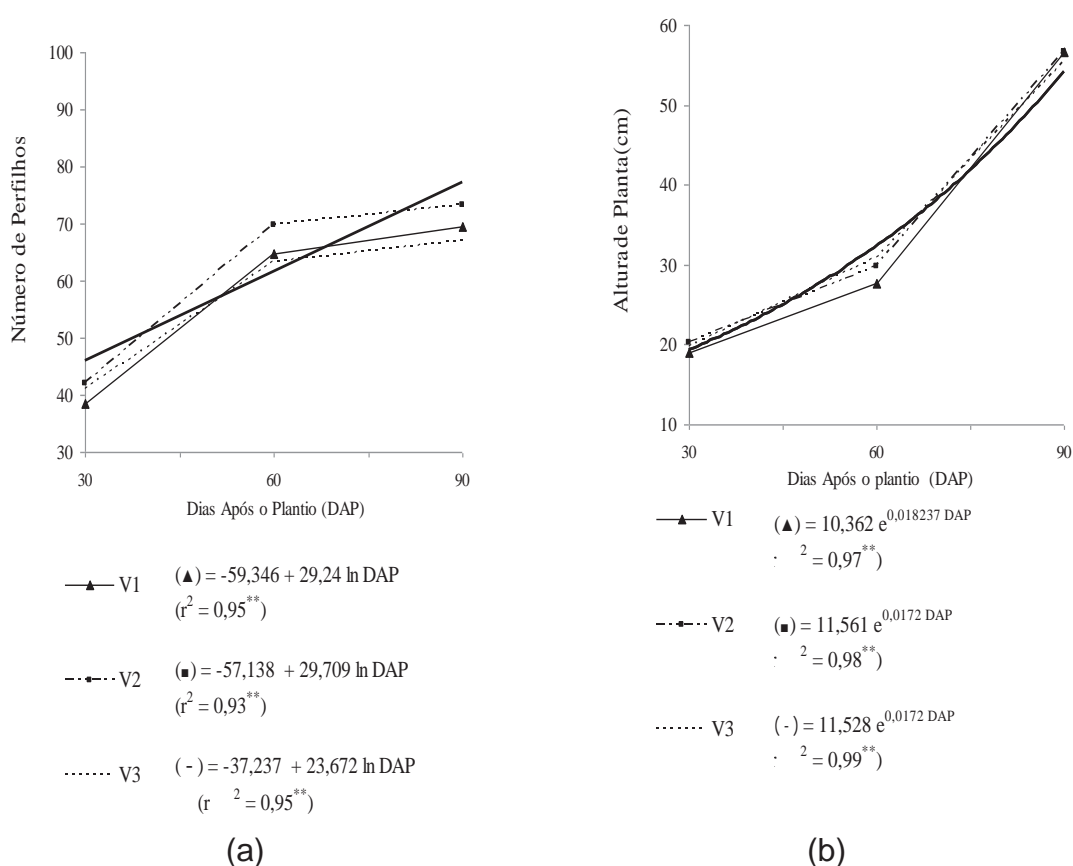 100
90
80
70
60
50
40
30
Número de Perfilhos
30 60 90
Dias Após o Plantio (DAP)
V1 (▲) = -59,346 + 29,24 ln DAP
(r² = 0,95**)
V2 (■) = -57,138 + 29,709 ln DAP
(r² = 0,93**)
V3 (-) = -37,237 + 23,672 ln DAP
(r ² = 0,95**)
(a)
60
50
40
30
20
10
Altura de Planta(cm)
30 60 90
Dias Após o plantio (DAP)
V1 (▲) = 10,362 e^0,018237 DAP
² = 0,97**)
V2 (■) = 11,561 e^0,0172 DAP
² = 0,98**)
V3 (-) = 11,528 e^0,0172 DAP
² = 0,99**)
(b)